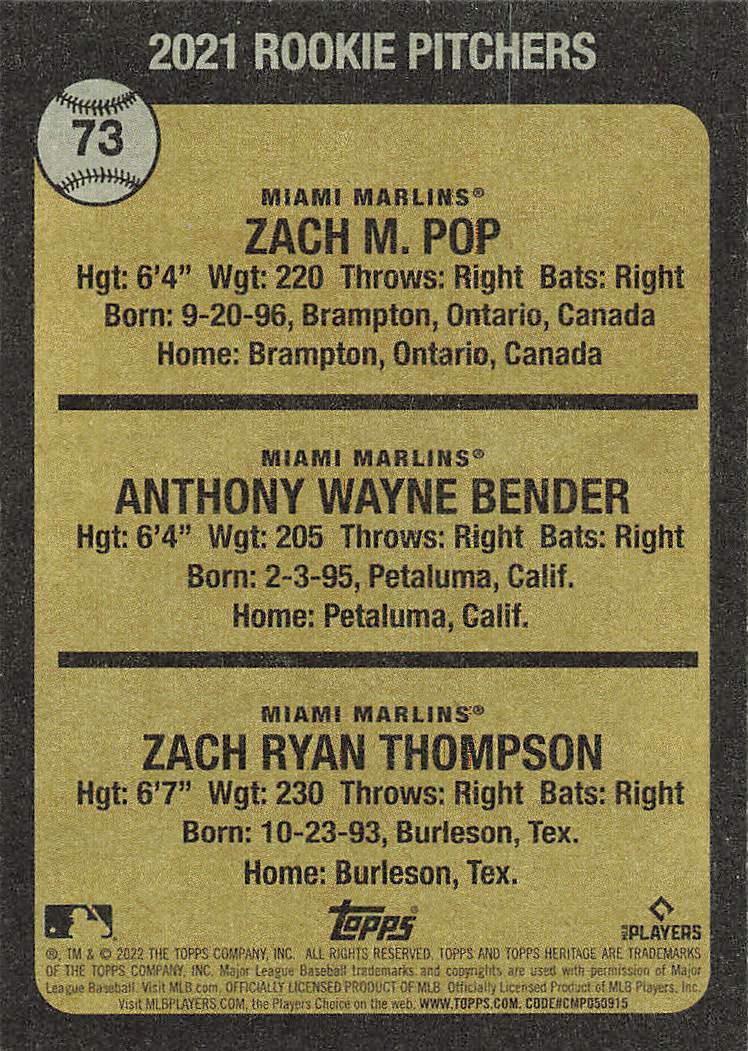 2021 ROOKIE PITCHERS
73
MIAMI MARLINS®
ZACH M. POP
Hgt: 6'4" Wgt: 220 Throws: Right Bats: Right
Born: 9-20-96, Brampton, Ontario, Canada
Home: Brampton, Ontario, Canada
MIAMI MARLINS®
ANTHONY WAYNE BENDER
Hgt: 6'4" Wgt: 205 Throws: Right Bats: Right
Born: 2-3-95, Petaluma, Calif.
Home: Petaluma, Calif.
MIAMI MARLINS®
ZACH RYAN THOMPSON
Hgt: 6'7" Wgt: 230 Throws: Right Bats: Right
Born: 10-23-93, Burleson, Tex.
Home: Burleson, Tex.
TOPPS®
MLB PLAYERS
®, TM & © 2022 THE TOPPS COMPANY, INC. ALL RIGHTS RESERVED. TOPPS AND TOPPS HERITAGE ARE TRADEMARKS
OF THE TOPPS COMPANY, INC. Major League Baseball trademarks and copyrights are used with permission of Major
League Baseball. Visit MLB.com. OFFICIALLY LICENSED PRODUCT OF MLB Officially Licensed Product of MLB Players, Inc.
Visit MLBPLAYERS.COM, the Players Choice on the web. WWW.TOPPS.COM. CODE#CMP053915